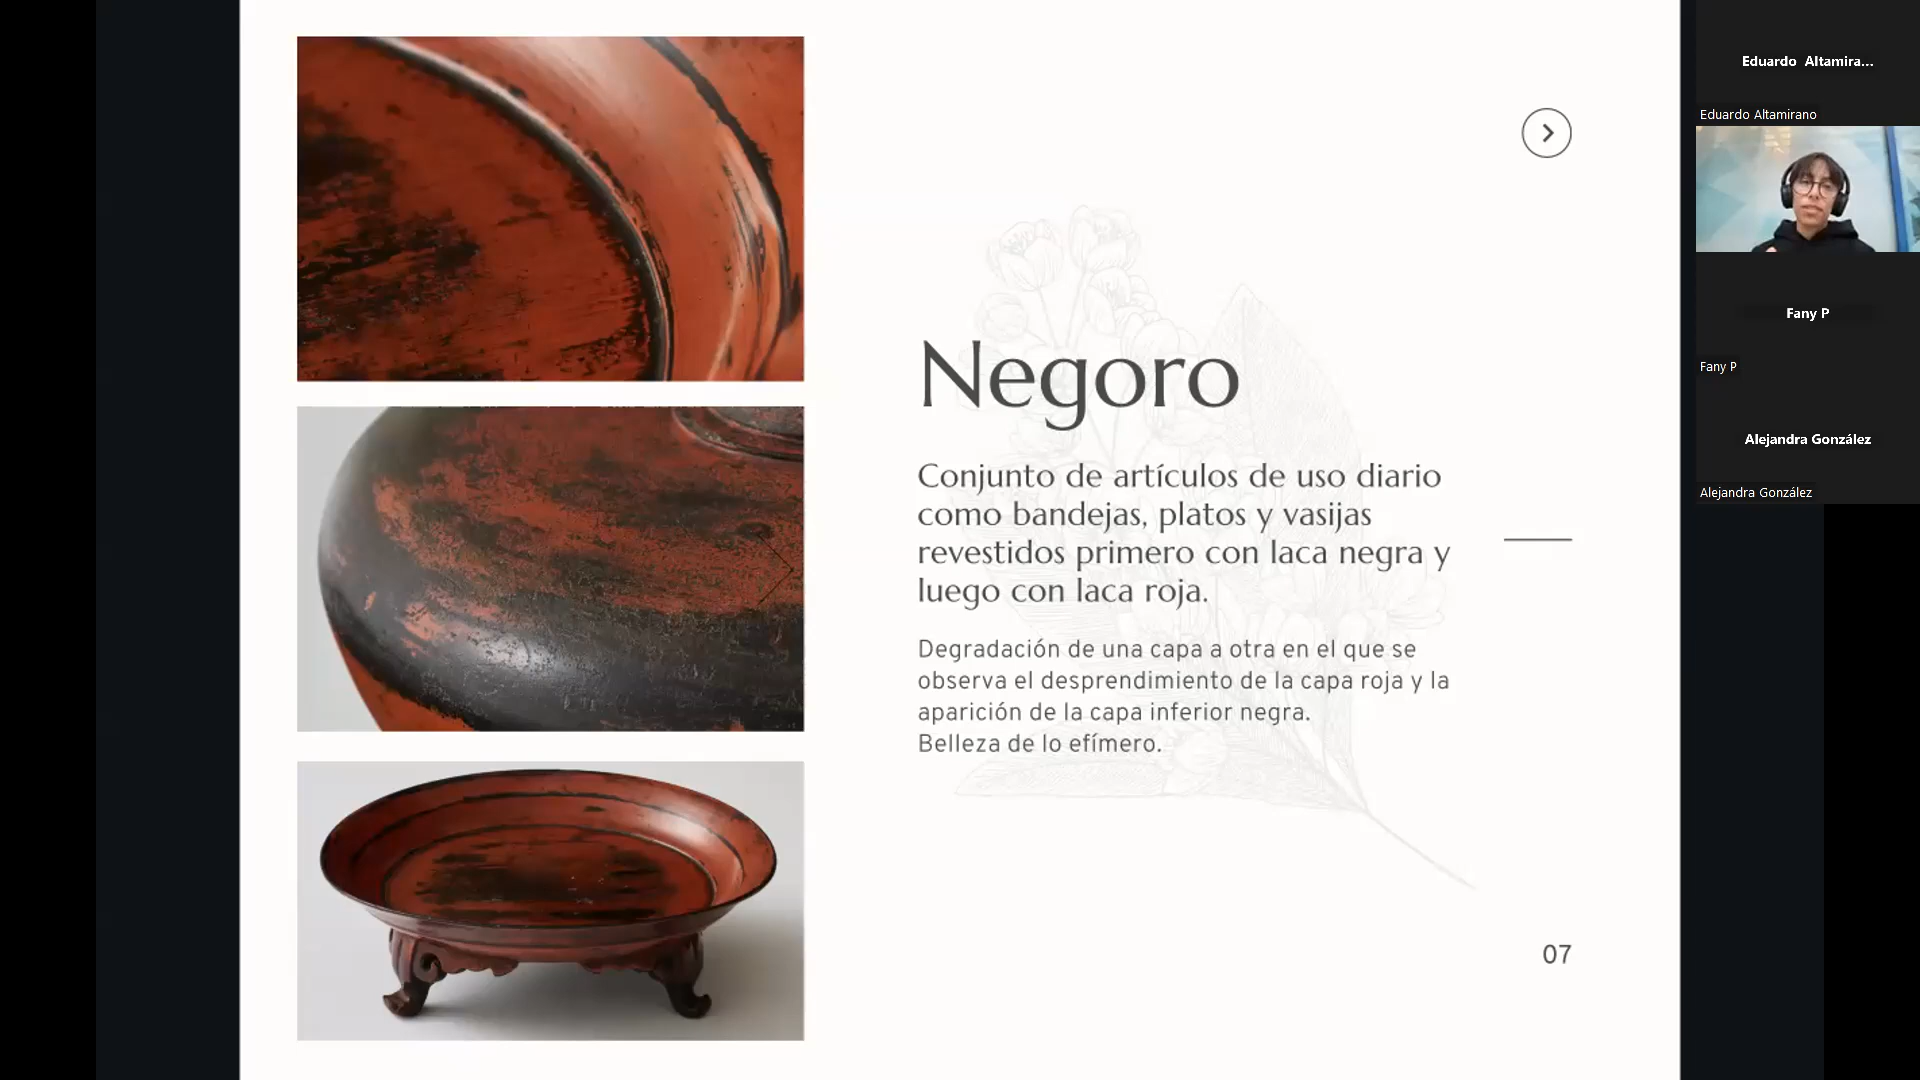 Negoro
Conjunto de artículos de uso diario
como bandejas, platos y vasijas
revestidos primero con laca negra y
luego con laca roja.
Degradación de una capa a otra en el que se
observa el desprendimiento de la capa roja y la
aparición de la capa inferior negra.
Belleza de lo efímero.
07
Eduardo Altamira...
Eduardo Altamirano
Fany P
Fany P
Alejandra González
Alejandra González